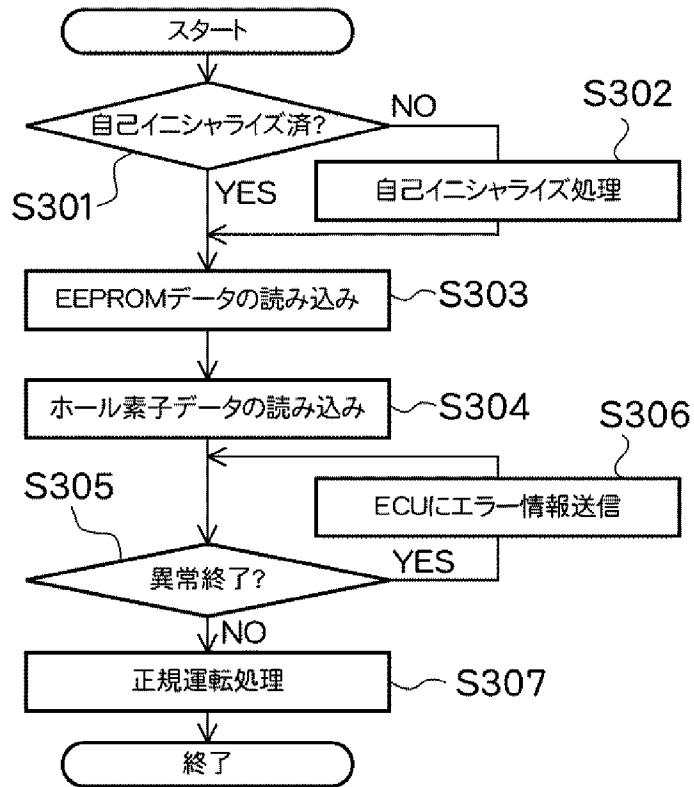 スタート
自己イニシャライズ済?
NO
S302
S301
YES
自己イニシャライズ処理
EEPROMデータの読み込み
S303
ホール素子データの読み込み
S304
S306
S305
ECUにエラー情報送信
異常終了?
YES
NO
正規運転処理
S307
終了